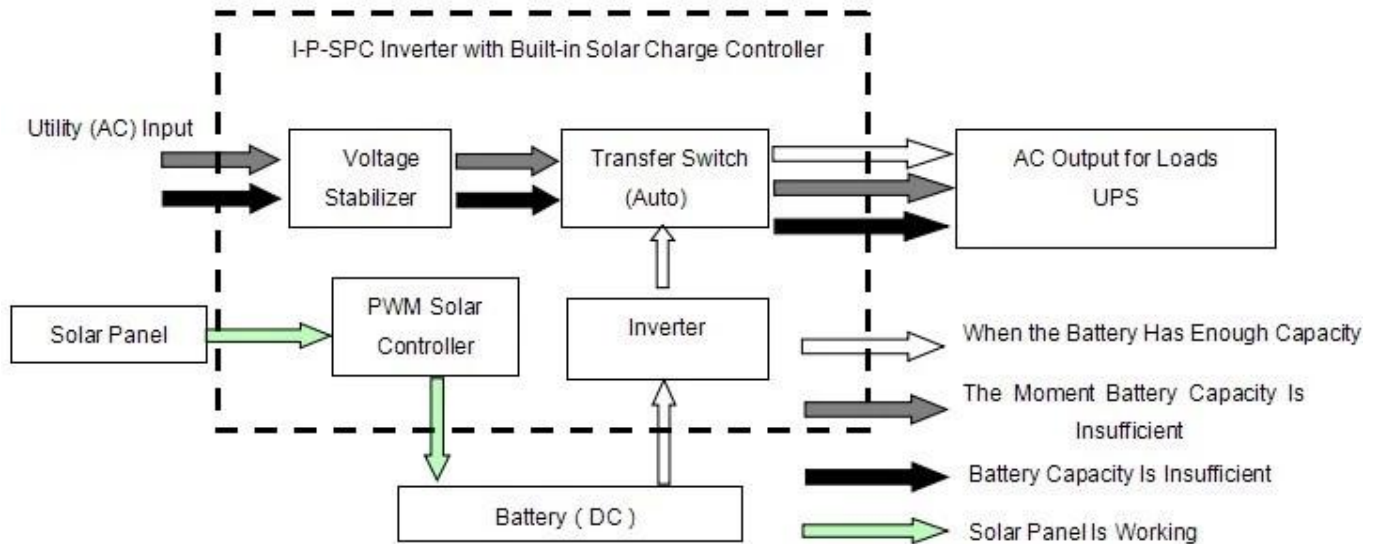 I-P-SPC Inverter with Built-in Solar Charge Controller
Utility (AC) Input
Voltage
Stabilizer
Transfer Switch
(Auto)
AC Output for Loads
UPS
Solar Panel
PWM Solar
Controller
Inverter
When the Battery Has Enough Capacity
The Moment Battery Capacity Is
Insufficient
Battery Capacity Is Insufficient
Battery ( DC )
Solar Panel Is Working